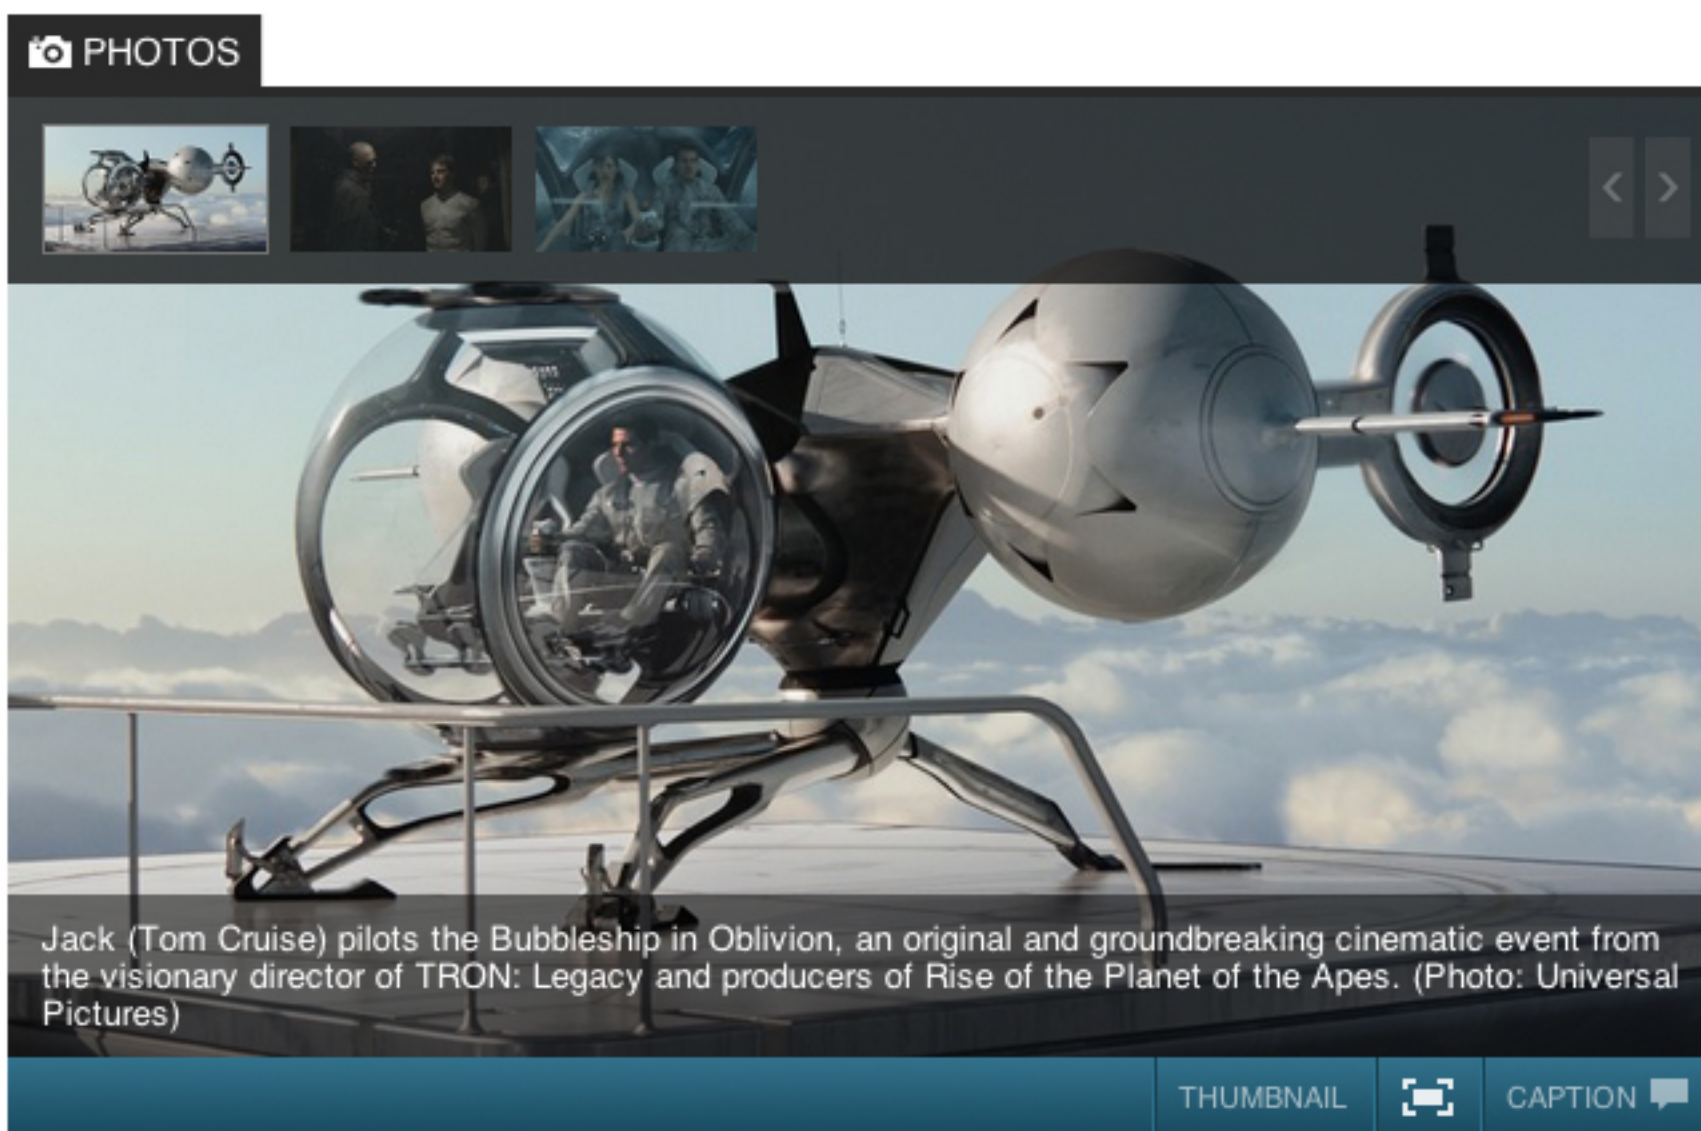 PHOTOS
Jack (Tom Cruise) pilots the Bubbleship in Oblivion, an original and groundbreaking cinematic event from
the visionary director of TRON: Legacy and producers of Rise of the Planet of the Apes. (Photo: Universal
Pictures)
THUMBNAIL
CAPTION